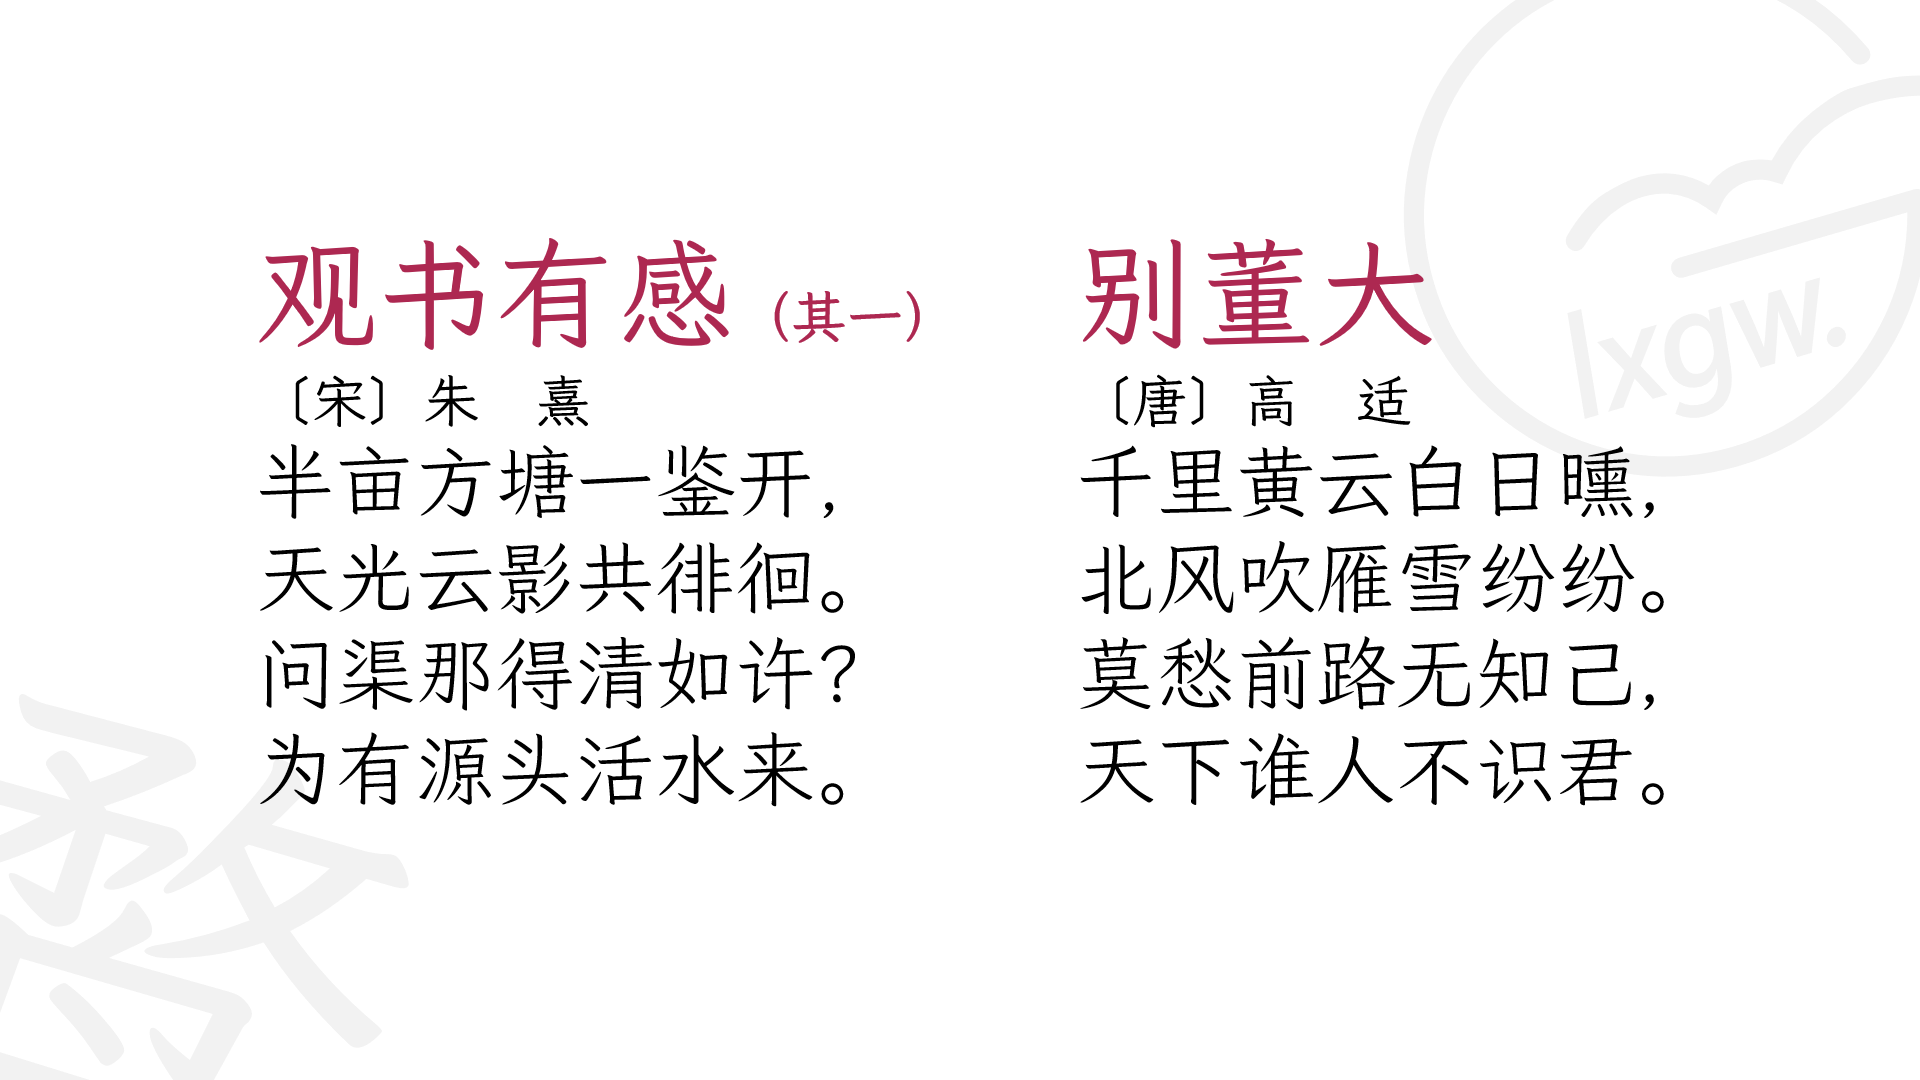 观书有感（其一）
〔宋〕朱　熹
半亩方塘一鉴开，
天光云影共徘徊。
问渠那得清如许？
为有源头活水来。
别董大
〔唐〕高　适
千里黄云白日曛，
北风吹雁雪纷纷。
莫愁前路无知己，
天下谁人不识君。
lxgw.